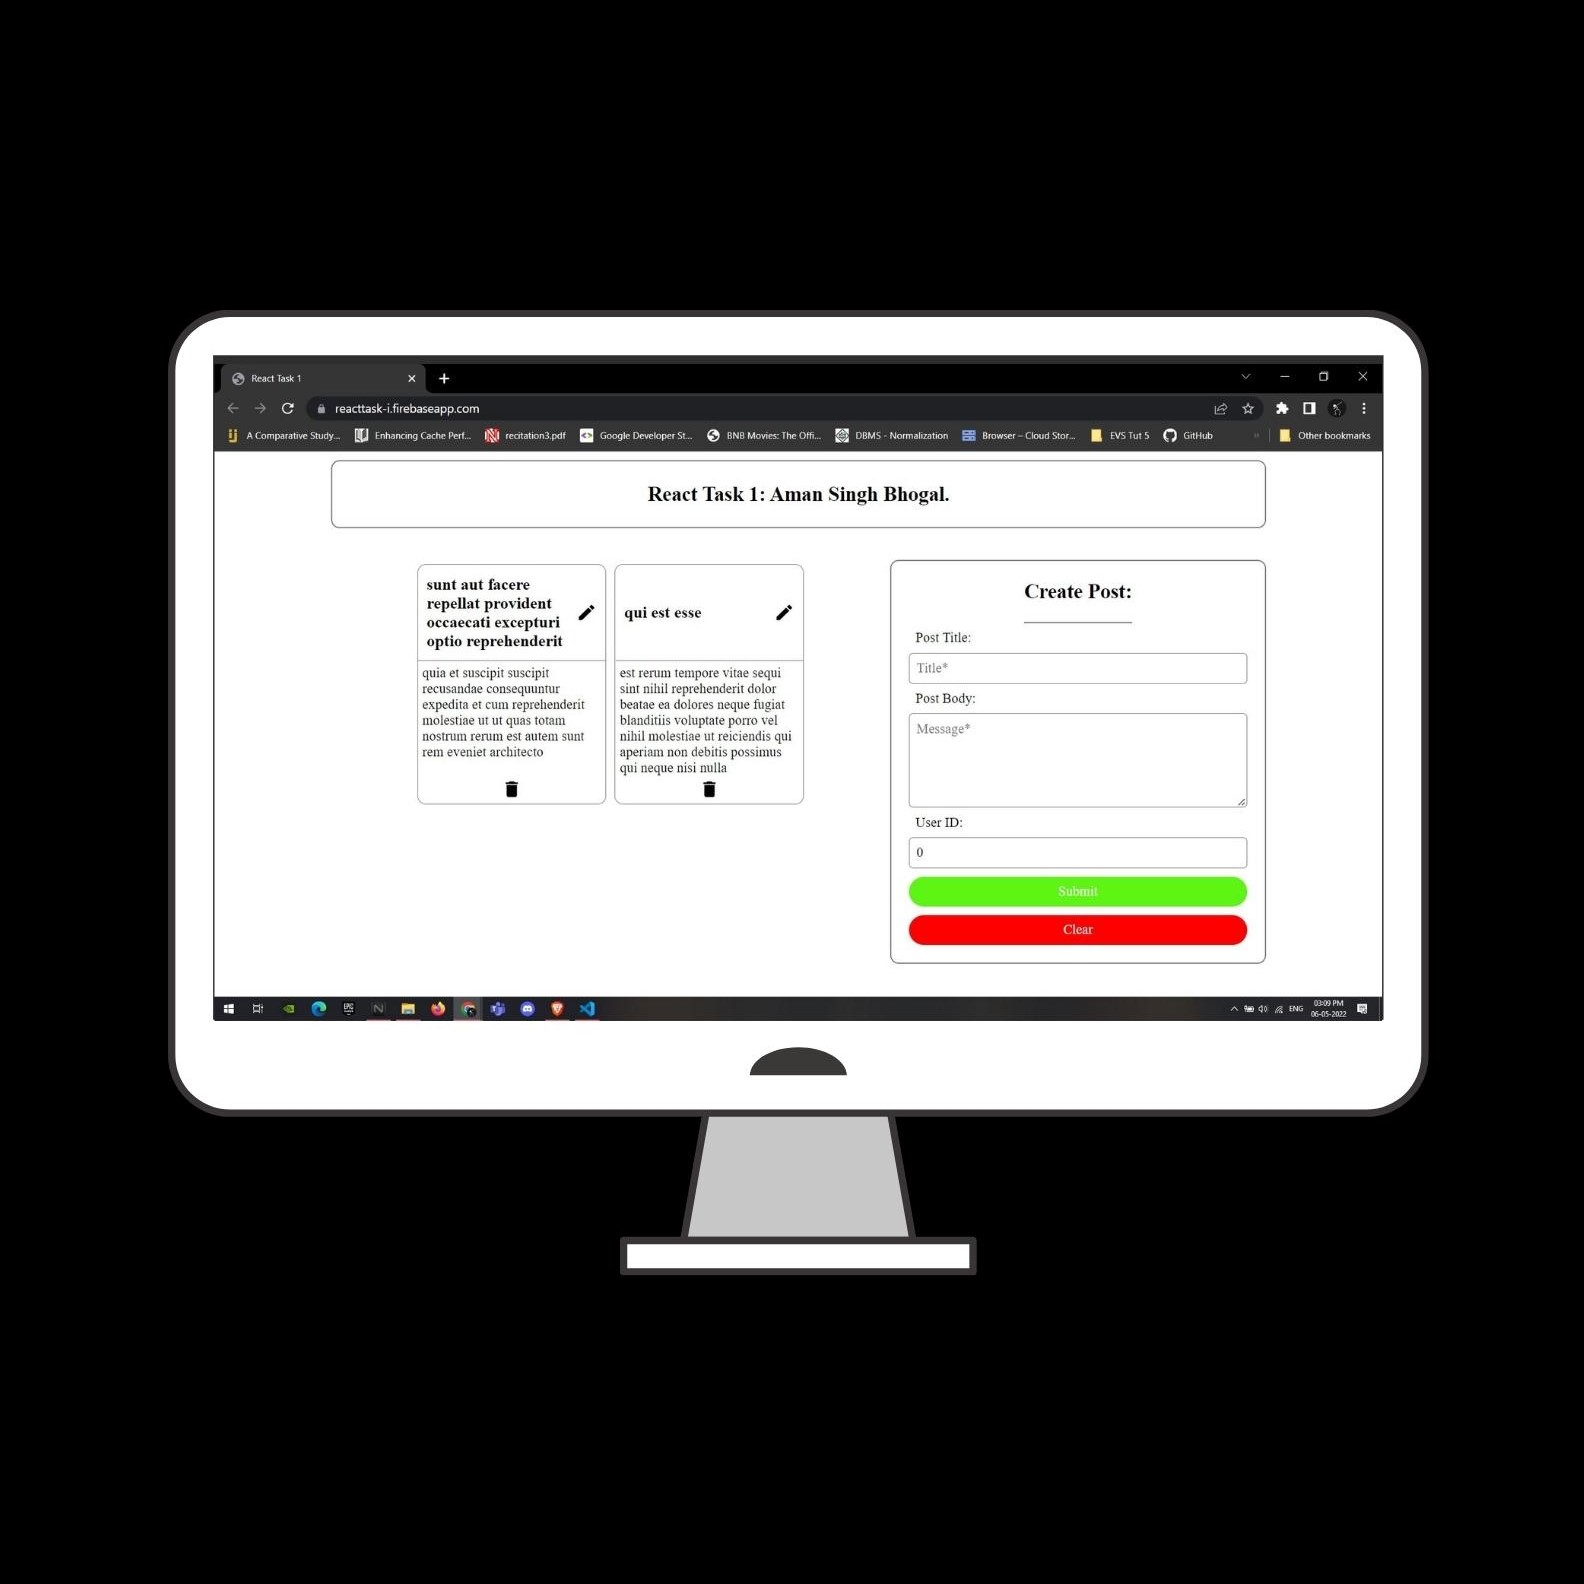 React Task 1
reacttask-i.firebaseapp.com
A Comparative Study...
Enhancing Cache Perf...
recitation3.pdf
Google Developer St...
BNB Movies: The Offi...
DBMS - Normalization
Browser – Cloud Stor...
EVS Tut 5
GitHub
»
Other bookmarks
React Task 1: Aman Singh Bhogal.
sunt aut facere
repellat provident
occaecati excepturi
optio reprehenderit
quia et suscipit suscipit
recusandae consequuntur
expedita et cum reprehenderit
molestiae ut ut quas totam
nostrum rerum est autem sunt
rem eveniet architecto
qui est esse
est rerum tempore vitae sequi
sint nihil reprehenderit dolor
beatae ea dolores neque fugiat
blanditiis voluptate porro vel
nihil molestiae ut reiciendis qui
aperiam non debitis possimus
qui neque nisi nulla
Create Post:
Post Title:
Title*
Post Body:
Message*
User ID:
0
Submit
Clear
EPIC
N
ENG
03:09 PM
06-05-2022